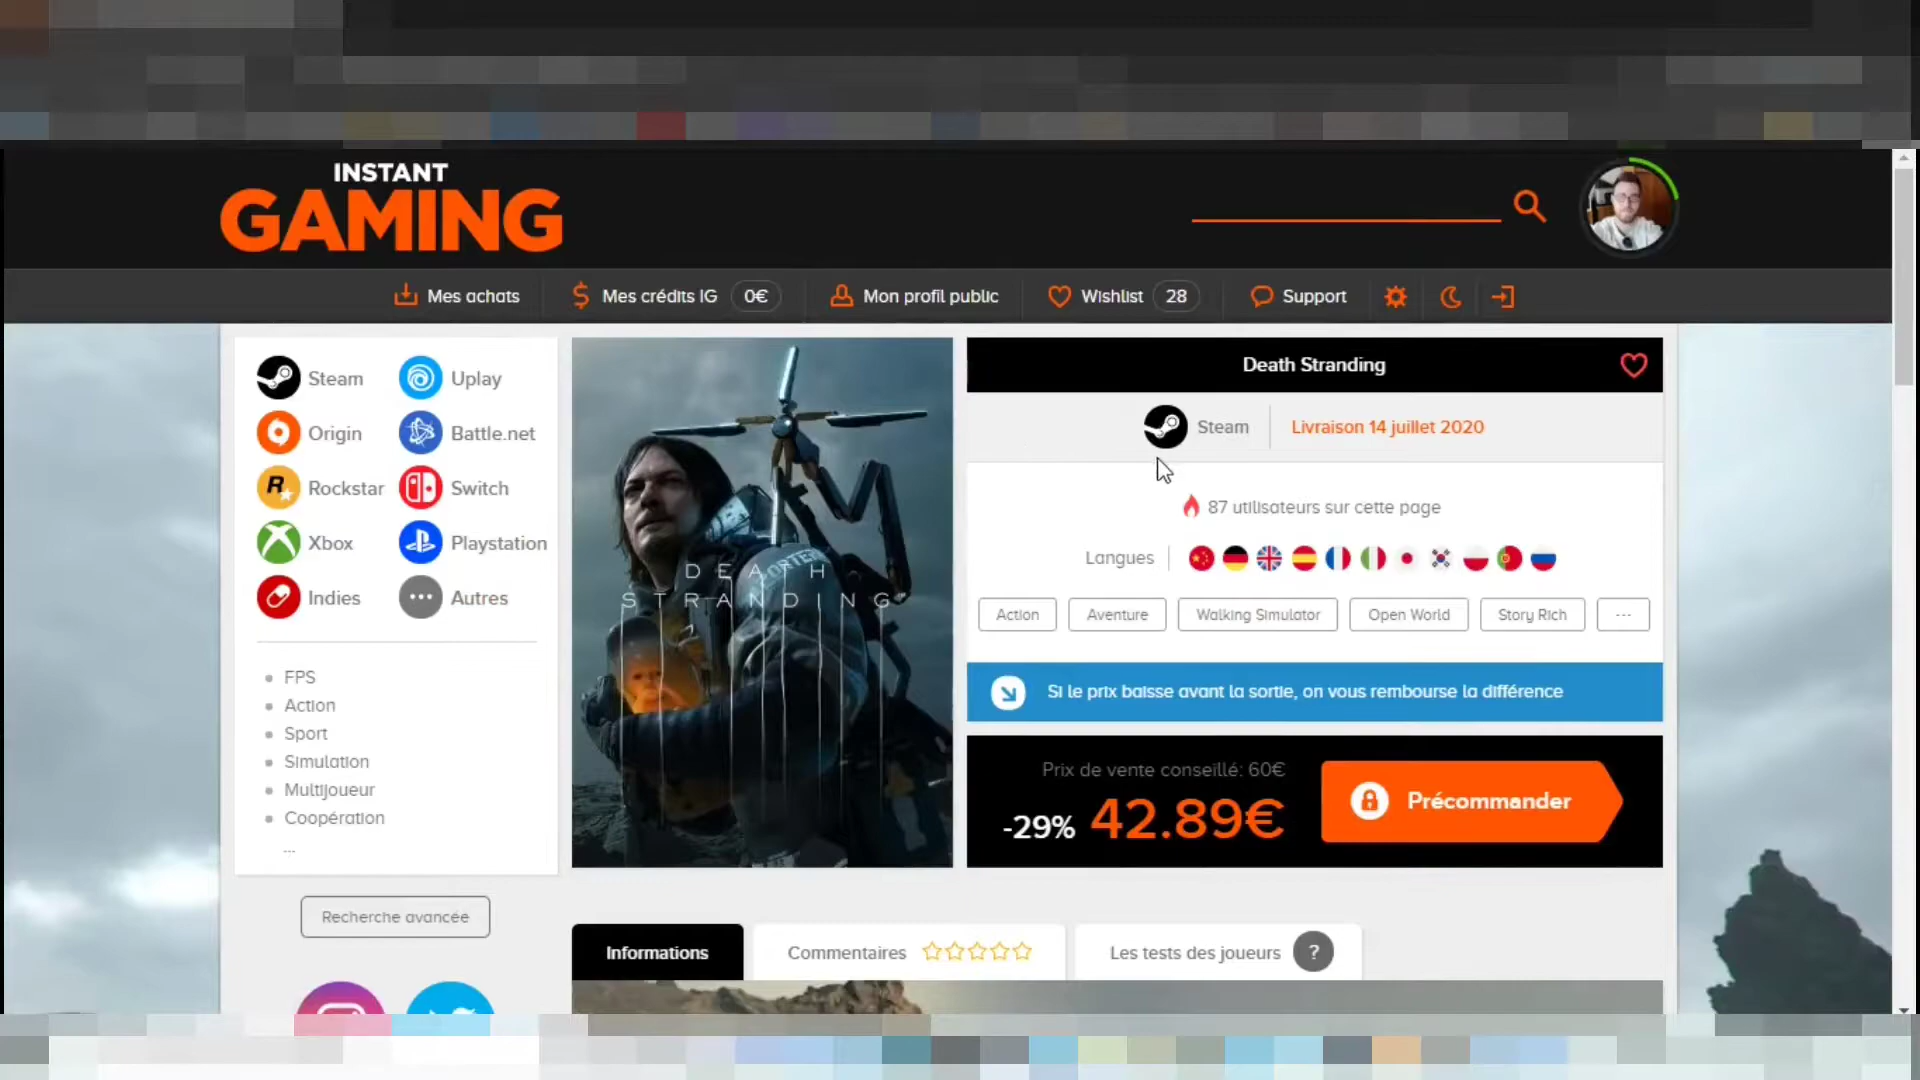 INSTANT
GAMING
Mes achats
Mes crédits IG 0€
Mon profil public
Wishlist 28
Support
Steam
Uplay
Origin
Battle.net
Rockstar
Switch
Xbox
Playstation
Indies
Autres
FPS
Action
Sport
Simulation
Multijoueur
Coopération
...
Recherche avancée
PORTER
DEATH
STRANDING
Death Stranding
Steam
Livraison 14 juillet 2020
87 utilisateurs sur cette page
Langues
Action
Aventure
Walking Simulator
Open World
Story Rich
---
Si le prix baisse avant la sortie, on vous rembourse la différence
Prix de vente conseillé: 60€
-29% 42.89€
Précommander
Informations
Commentaires
Les tests des joueurs ?